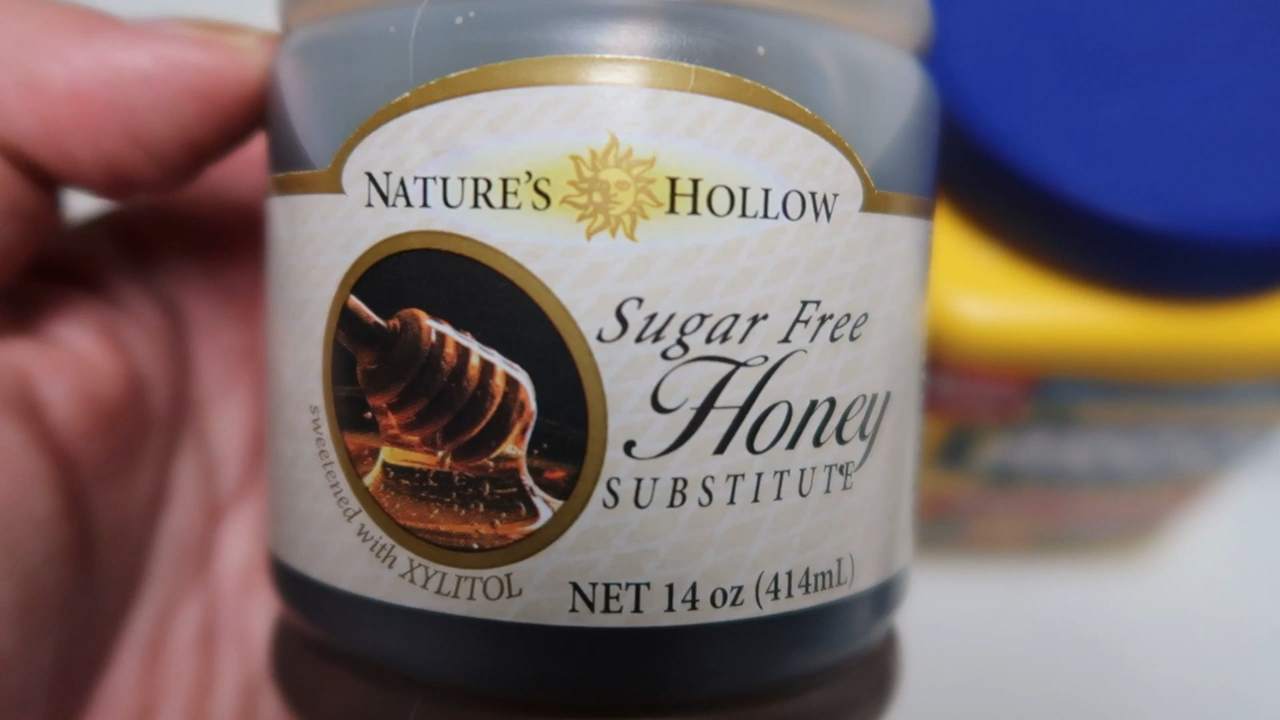 NATURE'S HOLLOW
Sugar Free
Honey
SUBSTITUTE
sweetened with XYLITOL
NET 14 oz (414mL)